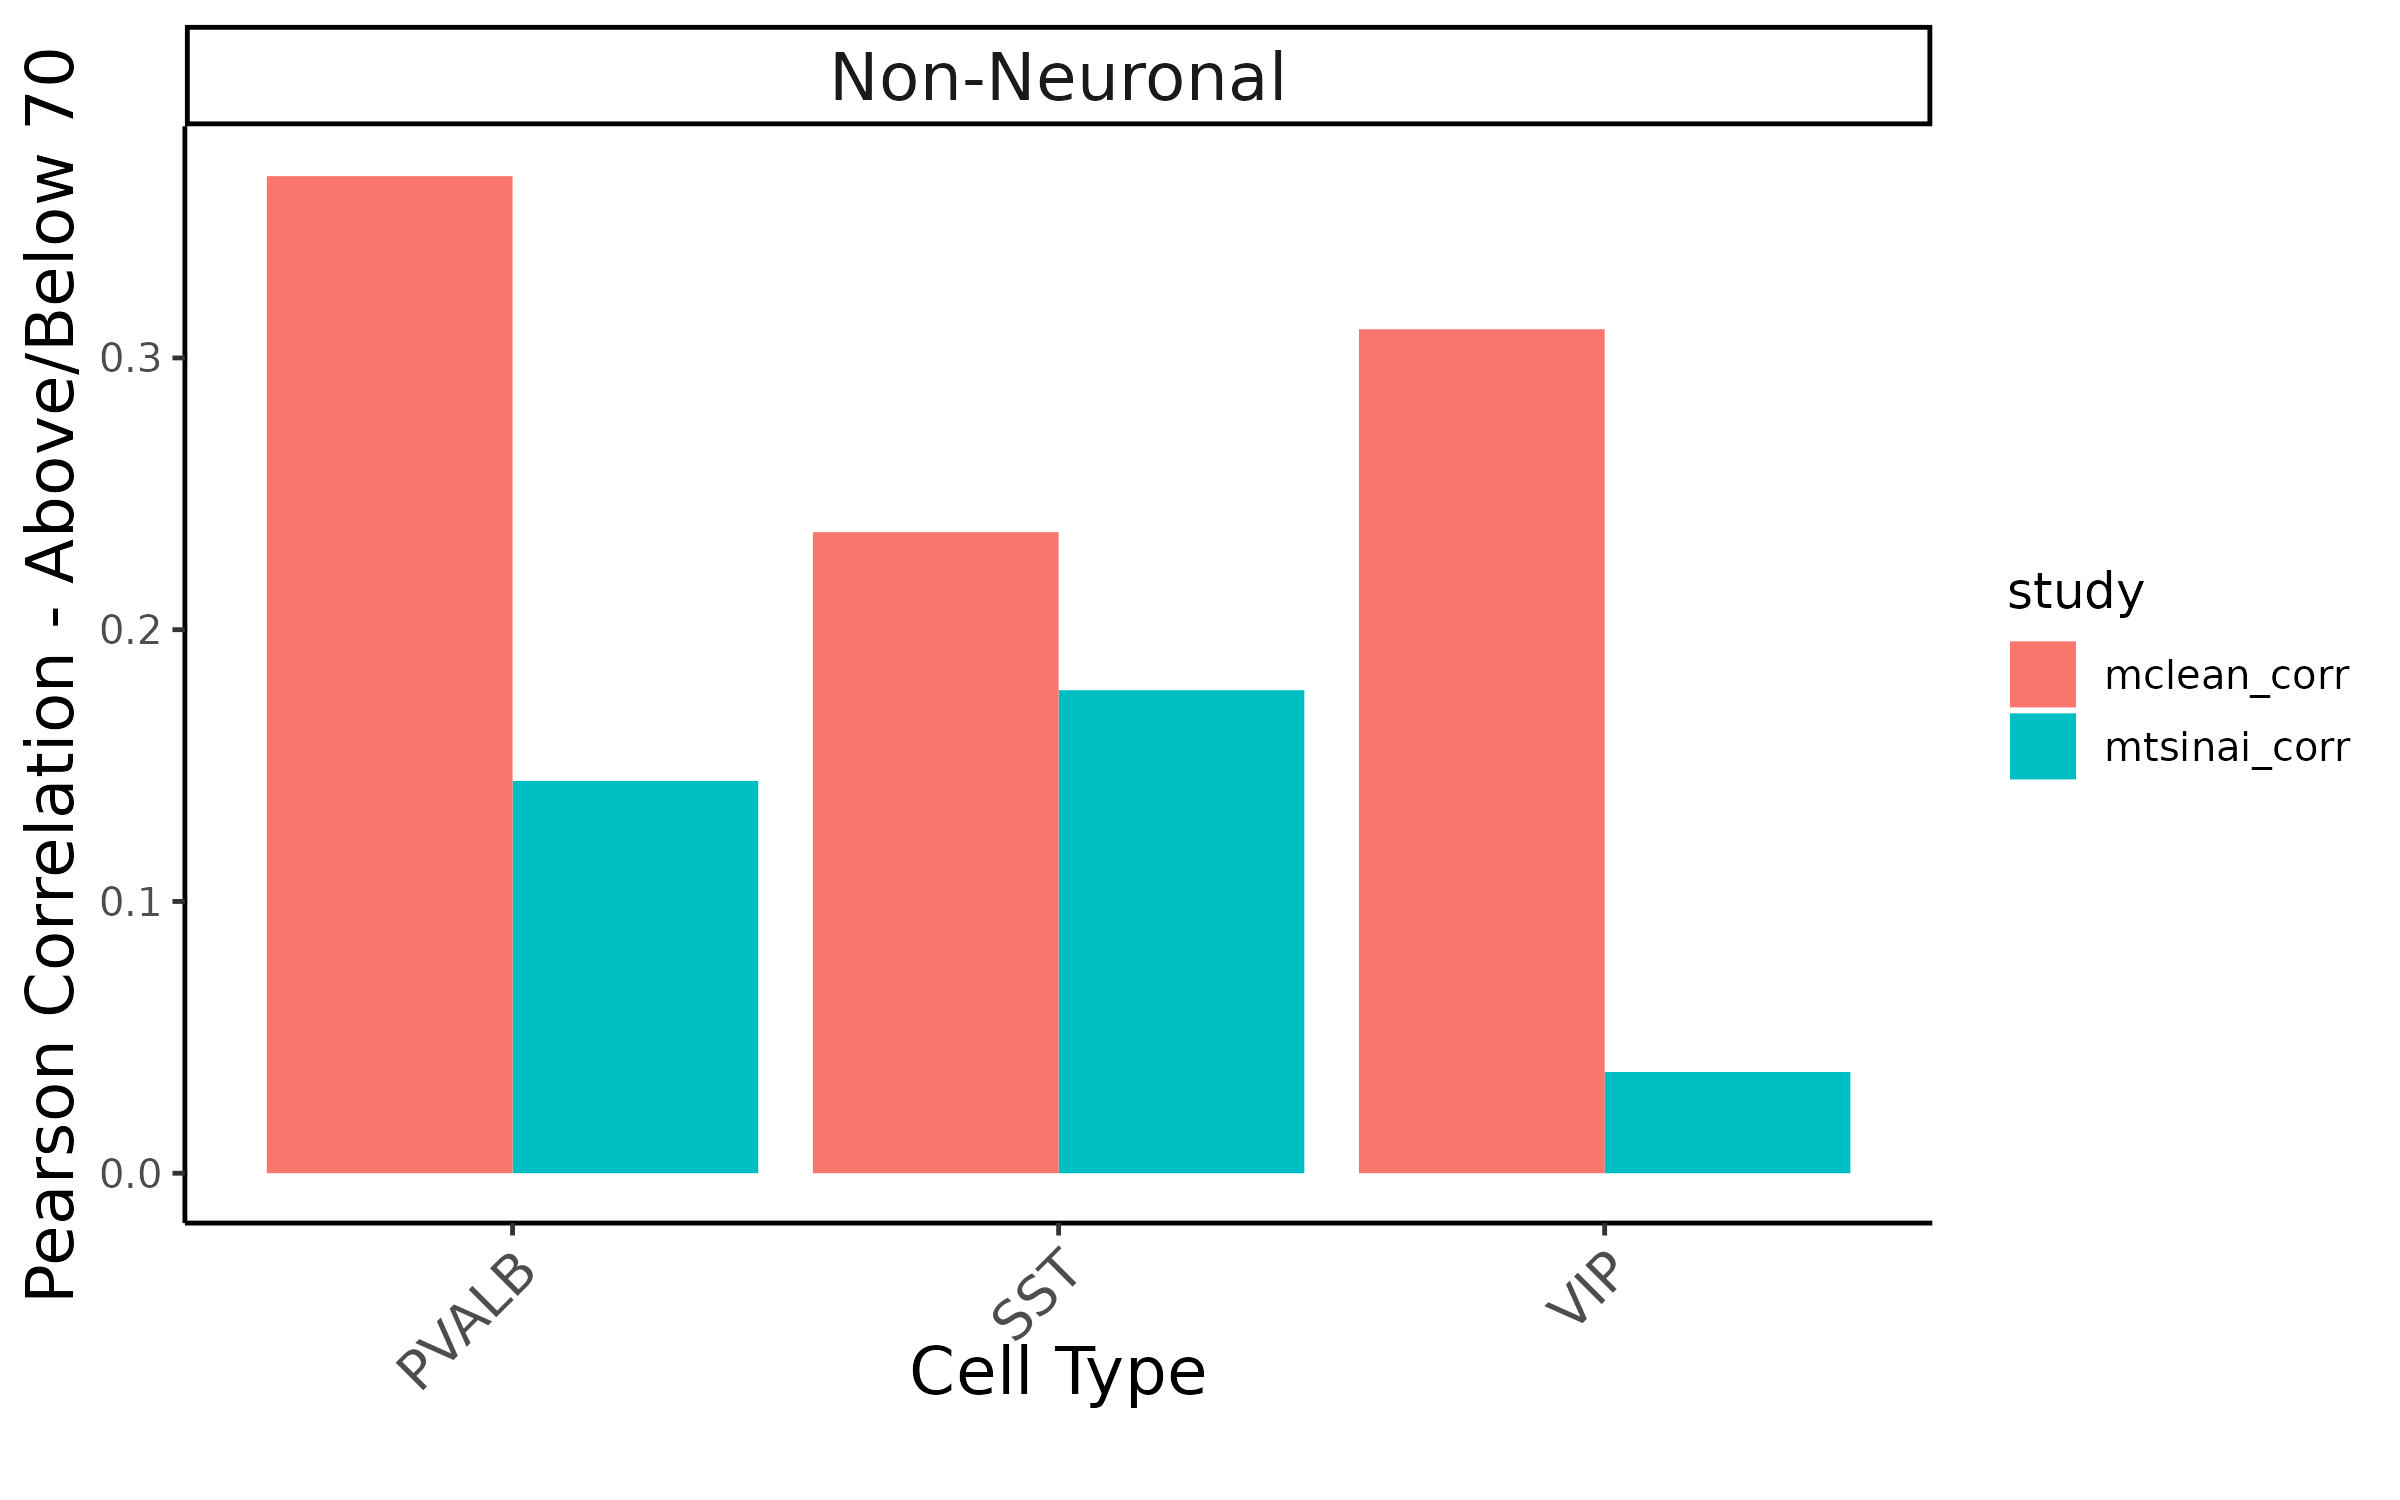 Non-Neuronal
Pearson Correlation - Above/Below 70
0.3
0.2
0.1
0.0
PVALB
SST
VIP
Cell Type
study
mclean_corr
mtsinai_corr